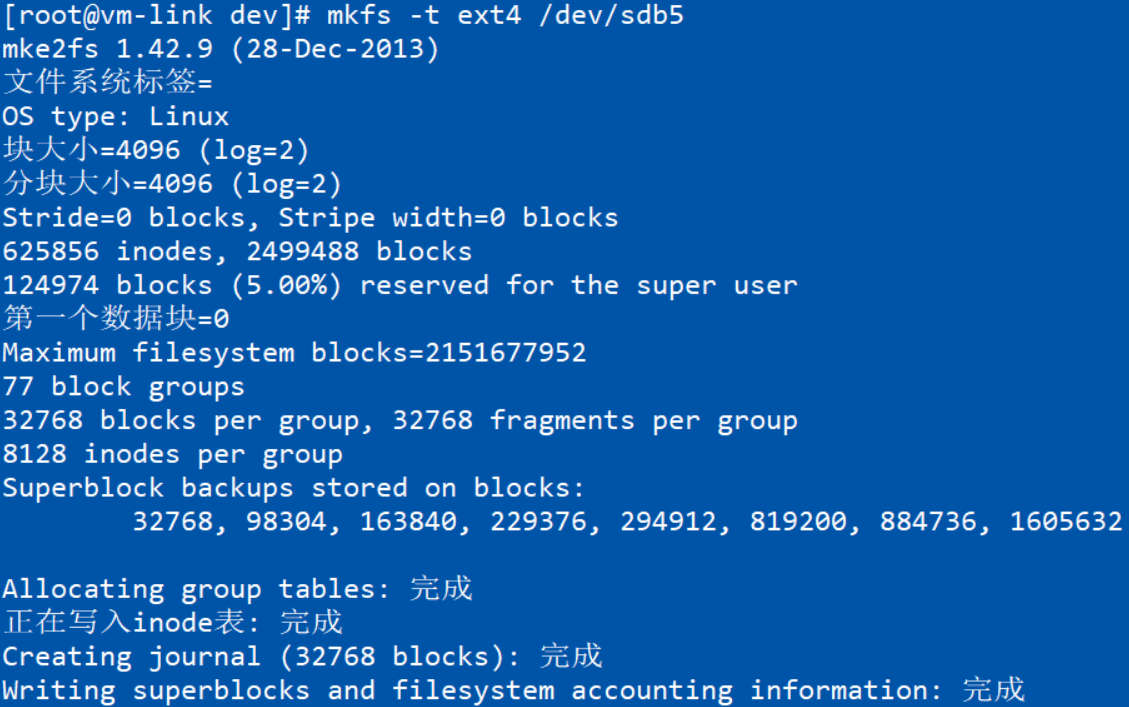 [root@vm-link dev]# mkfs -t ext4 /dev/sdb5
mke2fs 1.42.9 (28-Dec-2013)
文件系统标签=
OS type: Linux
块大小=4096 (log=2)
分块大小=4096 (log=2)
Stride=0 blocks, Stripe width=0 blocks
625856 inodes, 2499488 blocks
124974 blocks (5.00%) reserved for the super user
第一个数据块=0
Maximum filesystem blocks=2151677952
77 block groups
32768 blocks per group, 32768 fragments per group
8128 inodes per group
Superblock backups stored on blocks:
        32768, 98304, 163840, 229376, 294912, 819200, 884736, 1605632
Allocating group tables: 完成
正在写入inode表: 完成
Creating journal (32768 blocks): 完成
Writing superblocks and filesystem accounting information: 完成